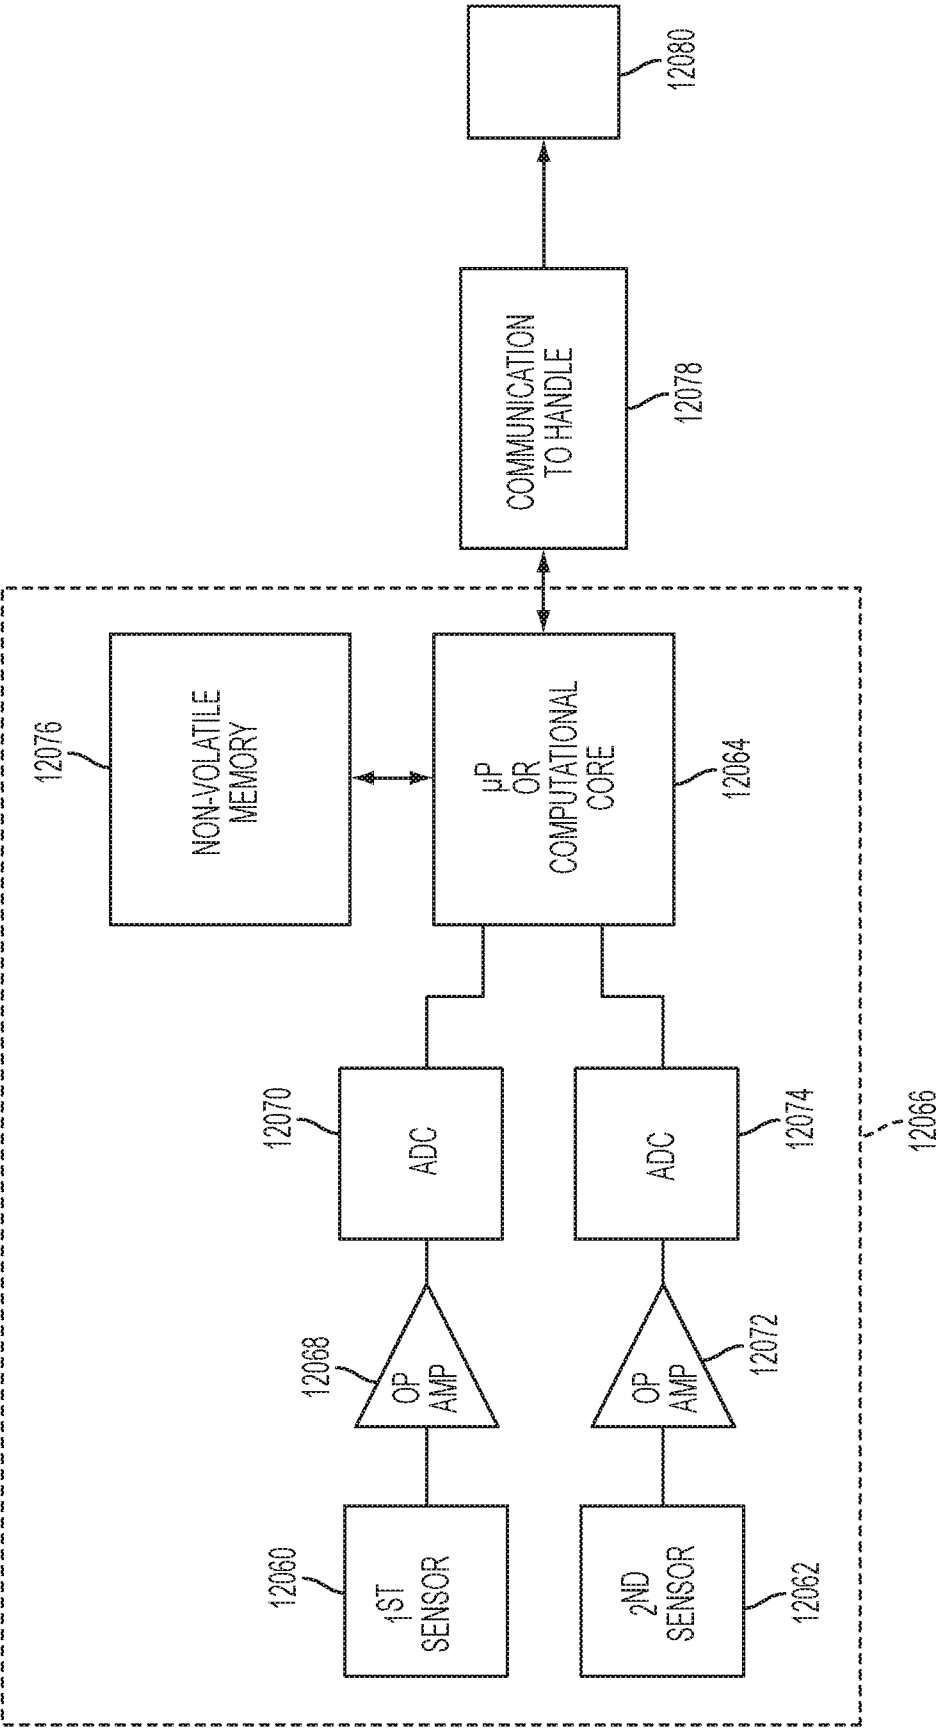 12060
1ST
SENSOR
12068
OP
AMP
12070
ADC
12076
NON-VOLATILE
MEMORY
µP
OR
COMPUTATIONAL
CORE
12064
COMMUNICATION
TO HANDLE
12078
12080
2ND
SENSOR
12062
OP
AMP
12072
ADC
12074
12066